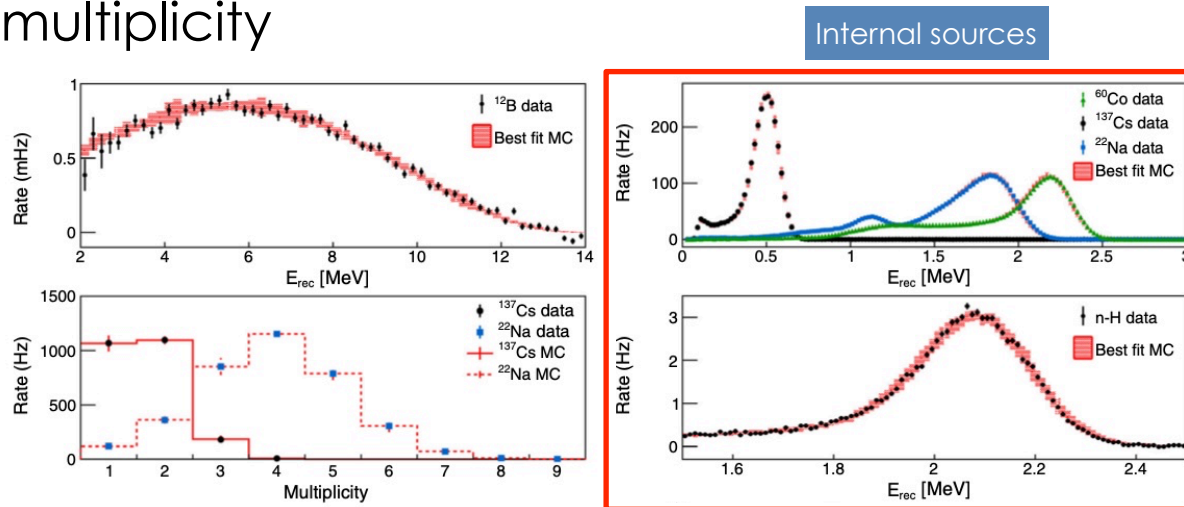 multiplicity
Internal sources
1
0.5
0
Rate (mHz)
¹²B data
Best fit MC
2 4 6 8 10 12 14
E_rec [MeV]
200
100
0
Rate (Hz)
⁶⁰Co data
¹³⁷Cs data
²²Na data
Best fit MC
0 0.5 1 1.5 2 2.5 3
E_rec [MeV]
1500
1000
500
0
Rate (Hz)
¹³⁷Cs data
²²Na data
¹³⁷Cs MC
²²Na MC
1 2 3 4 5 6 7 8 9
Multiplicity
3
2
1
0
Rate (Hz)
n-H data
Best fit MC
1.6 1.8 2 2.2 2.4
E_rec [MeV]